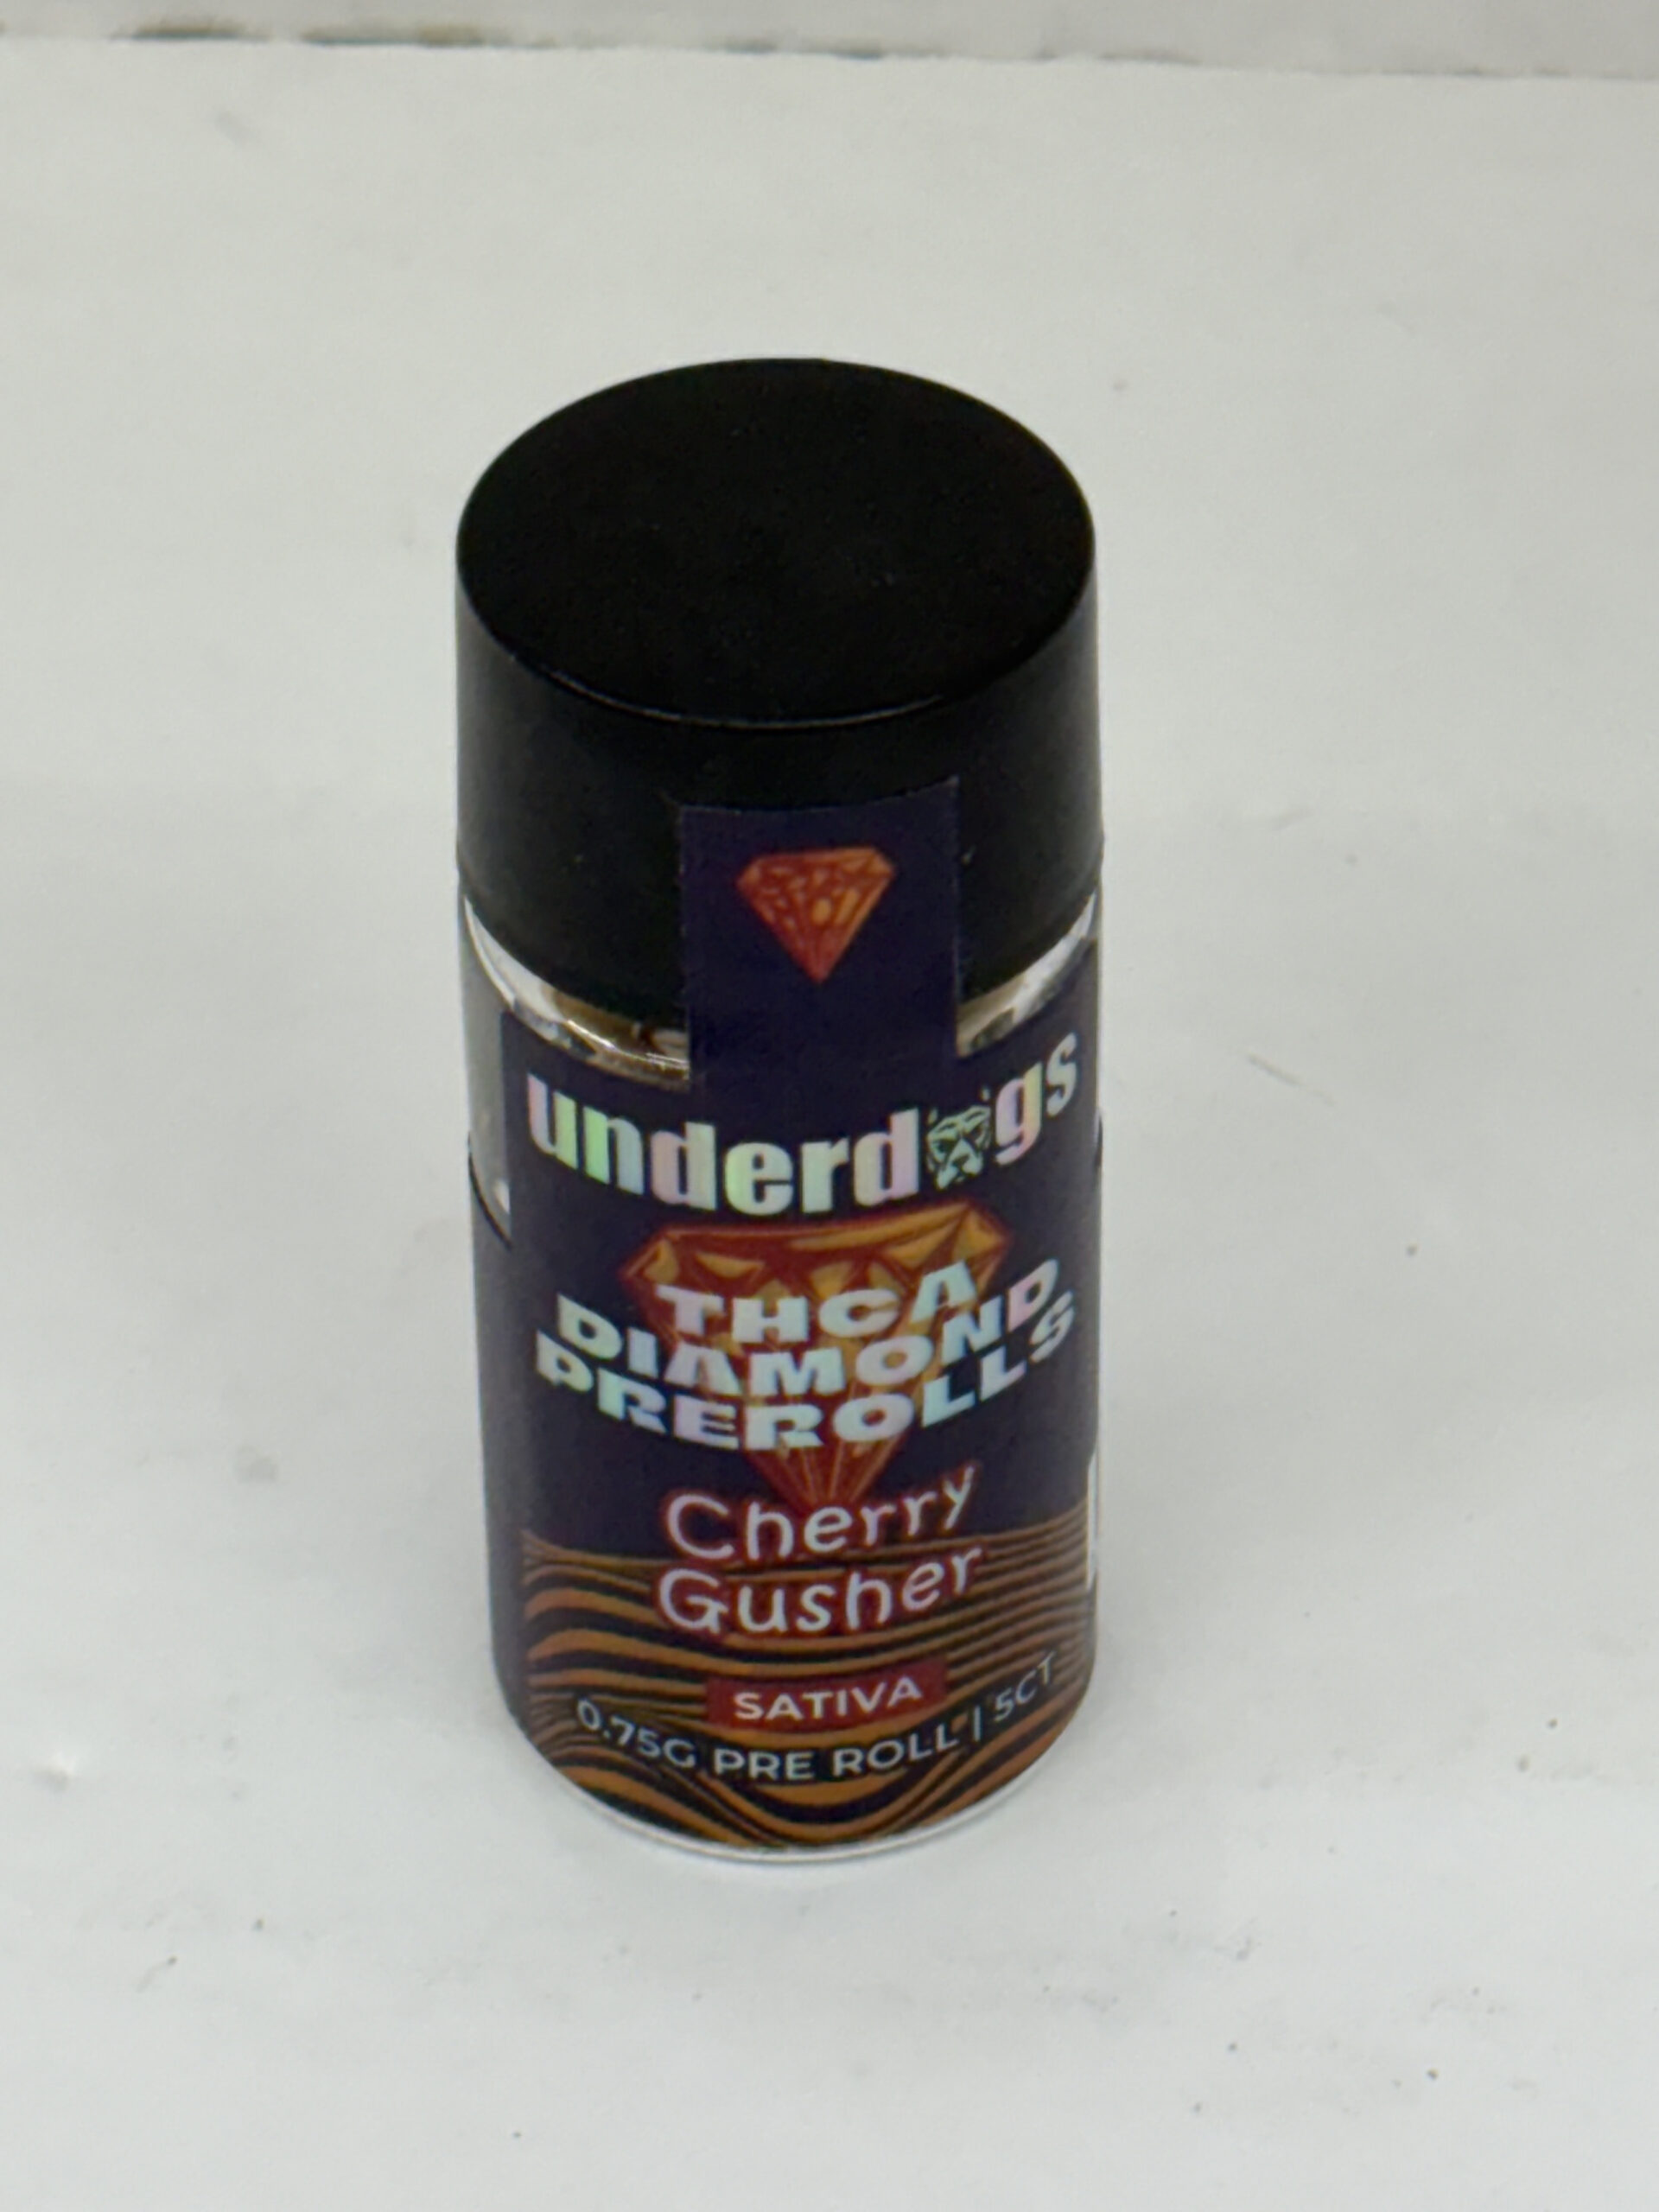 underdogs
THCA
DIAMOND
PREROLLS
Cherry
Gusher
SATIVA
0.75G PRE ROLL | 5CT